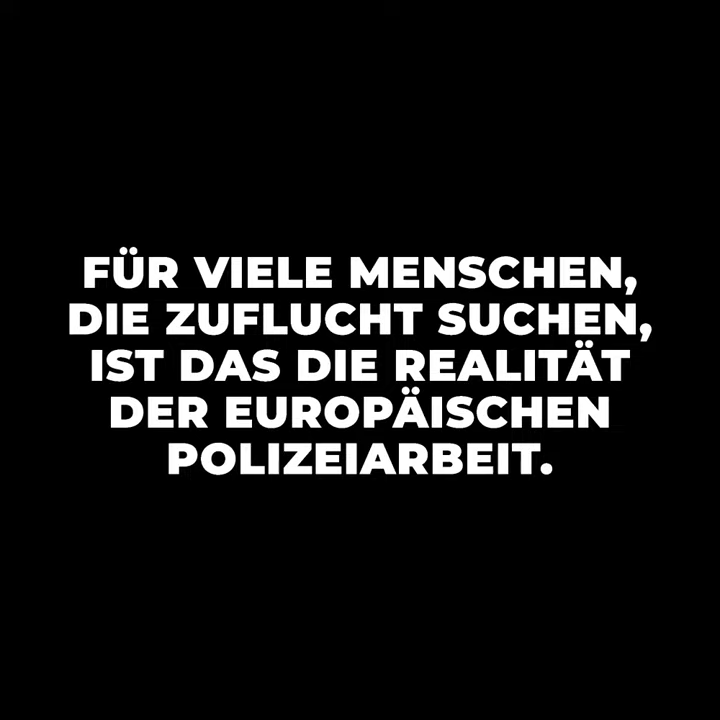 FÜR VIELE MENSCHEN,
DIE ZUFLUCHT SUCHEN,
IST DAS DIE REALITÄT
DER EUROPÄISCHEN
POLIZEIARBEIT.